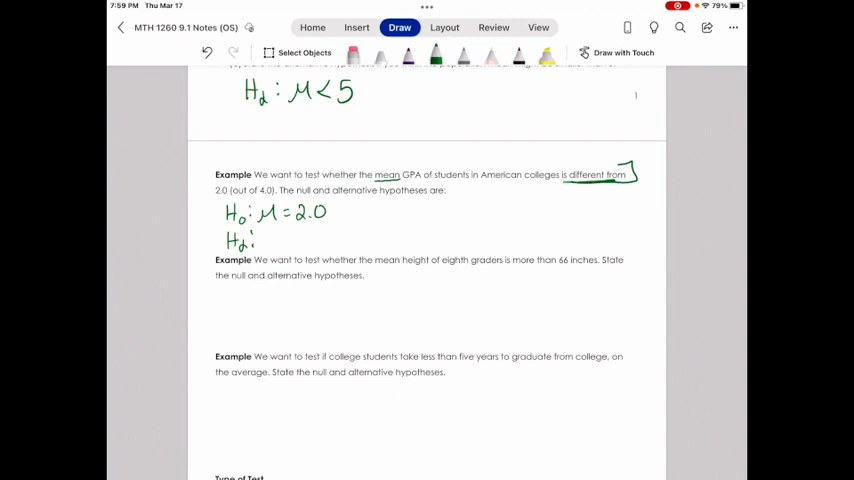 7:59 PM Thu Mar 17
79%
MTH 1260 9.1 Notes (OS)
Home Insert Draw Layout Review View
Select Objects
Draw with Touch
Hₐ: μ < 5
1
Example We want to test whether the mean GPA of students in American colleges is different from
2.0 (out of 4.0). The null and alternative hypotheses are:
H₀: μ = 2.0
Hₐ:
Example We want to test whether the mean height of eighth graders is more than 66 inches. State
the null and alternative hypotheses.
Example We want to test if college students take less than five years to graduate from college, on
the average. State the null and alternative hypotheses.
Type of Test